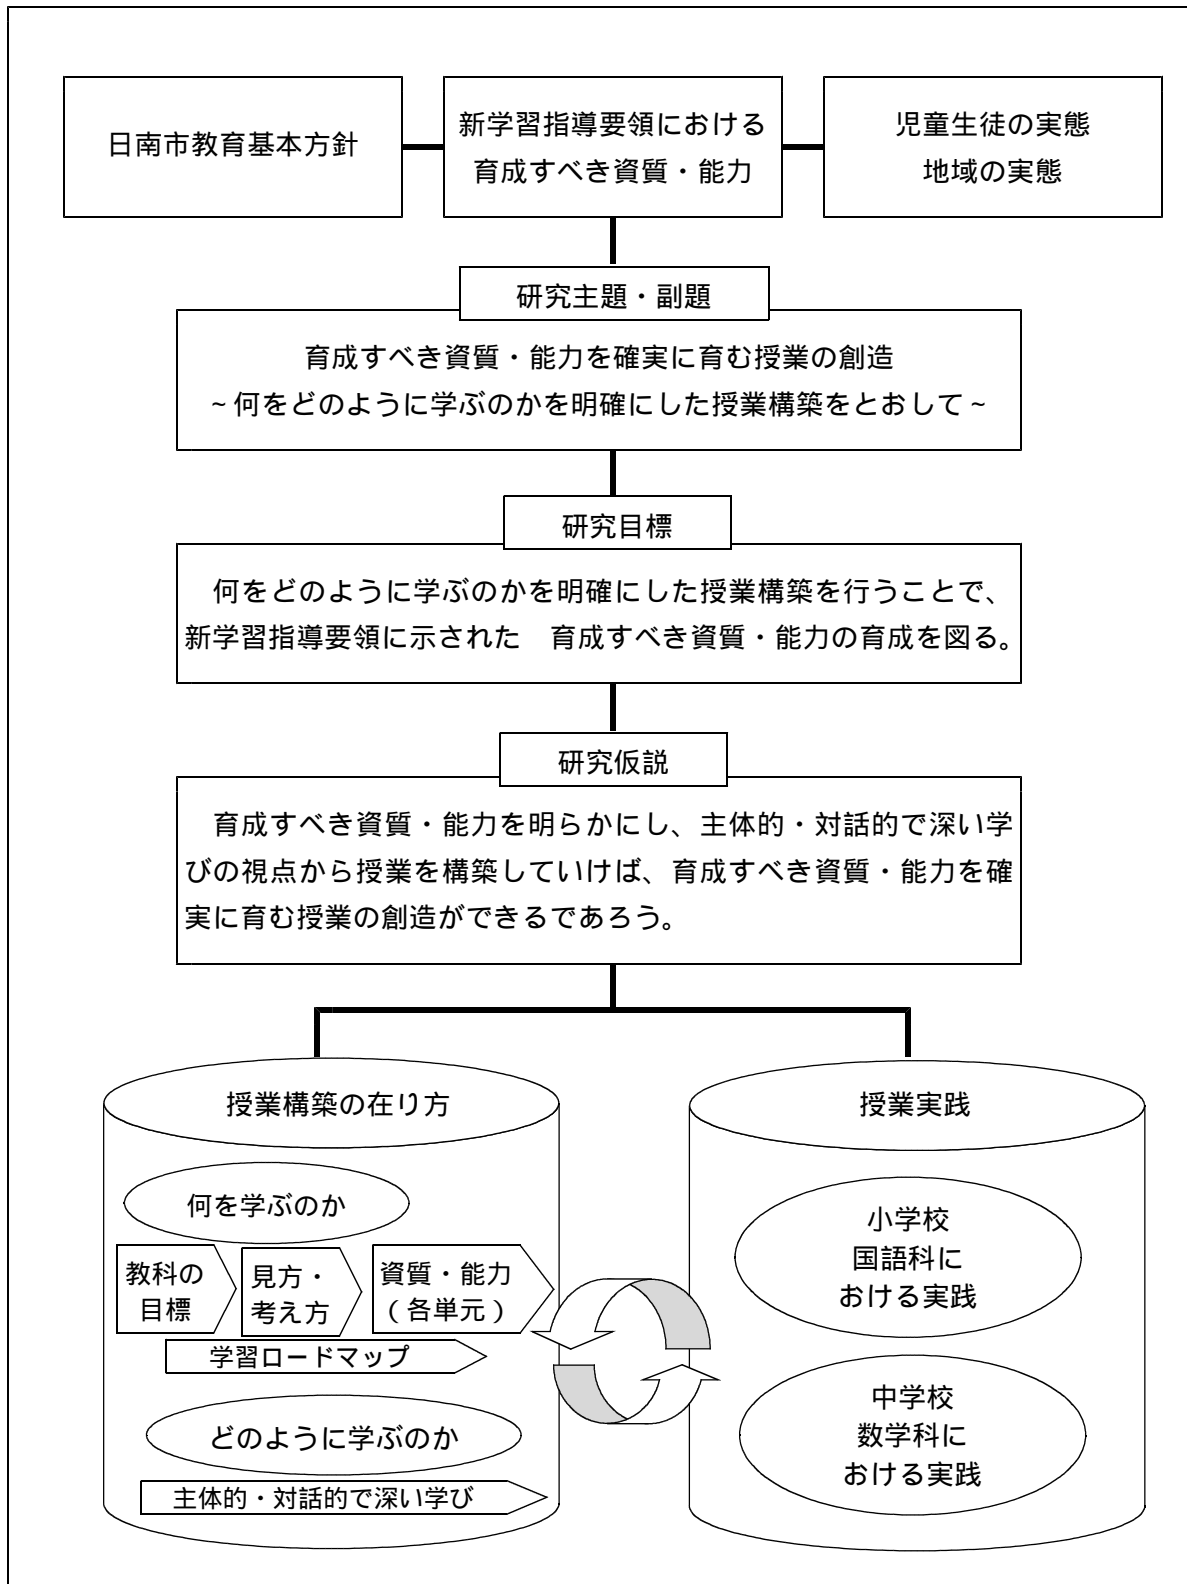 日南市教育基本方針
新学習指導要領における
育成すべき資質・能力
児童生徒の実態
地域の実態
研究主題・副題
育成すべき資質・能力を確実に育む授業の創造
~何をどのように学ぶのかを明確にした授業構築をとおして~
研究目標
何をどのように学ぶのかを明確にした授業構築を行うことで、
新学習指導要領に示された　育成すべき資質・能力の育成を図る。
研究仮説
育成すべき資質・能力を明らかにし、主体的・対話的で深い学
びの視点から授業を構築していけば、育成すべき資質・能力を確
実に育む授業の創造ができるであろう。
授業構築の在り方
何を学ぶのか
教科の
目標
見方・
考え方
資質・能力
（各単元）
学習ロードマップ
どのように学ぶのか
主体的・対話的で深い学び
授業実践
小学校
国語科に
おける実践
中学校
数学科に
おける実践